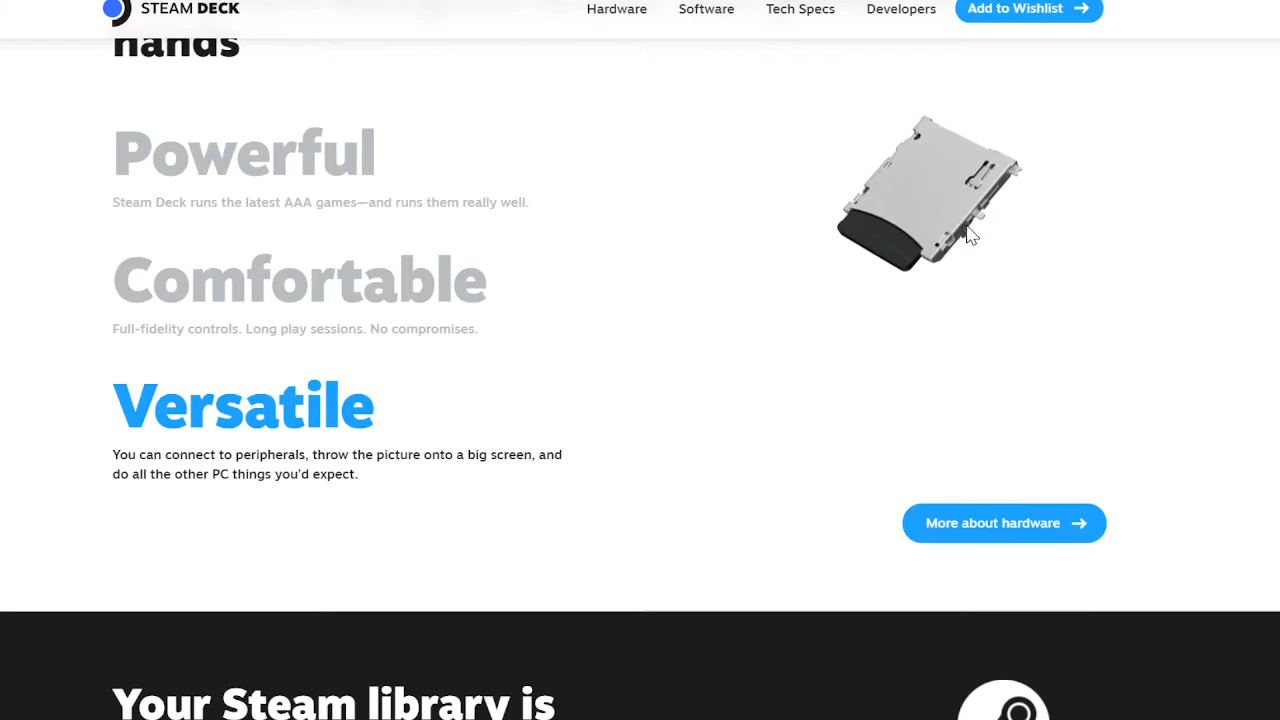 STEAM DECK
Hardware
Software
Tech Specs
Developers
Add to Wishlist
hands
Powerful
Steam Deck runs the latest AAA games—and runs them really well.
Comfortable
Full-fidelity controls. Long play sessions. No compromises.
Versatile
You can connect to peripherals, throw the picture onto a big screen, and
do all the other PC things you'd expect.
More about hardware
Your Steam library is